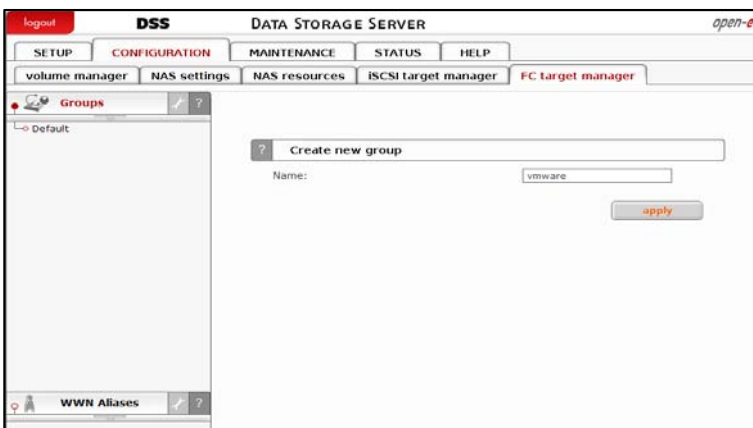 logout DSS DATA STORAGE SERVER open-e
SETUP CONFIGURATION MAINTENANCE STATUS HELP
volume manager NAS settings NAS resources iSCSI target manager FC target manager
Groups ?
Default
? Create new group
Name: vmware
apply
WWN Aliases ?